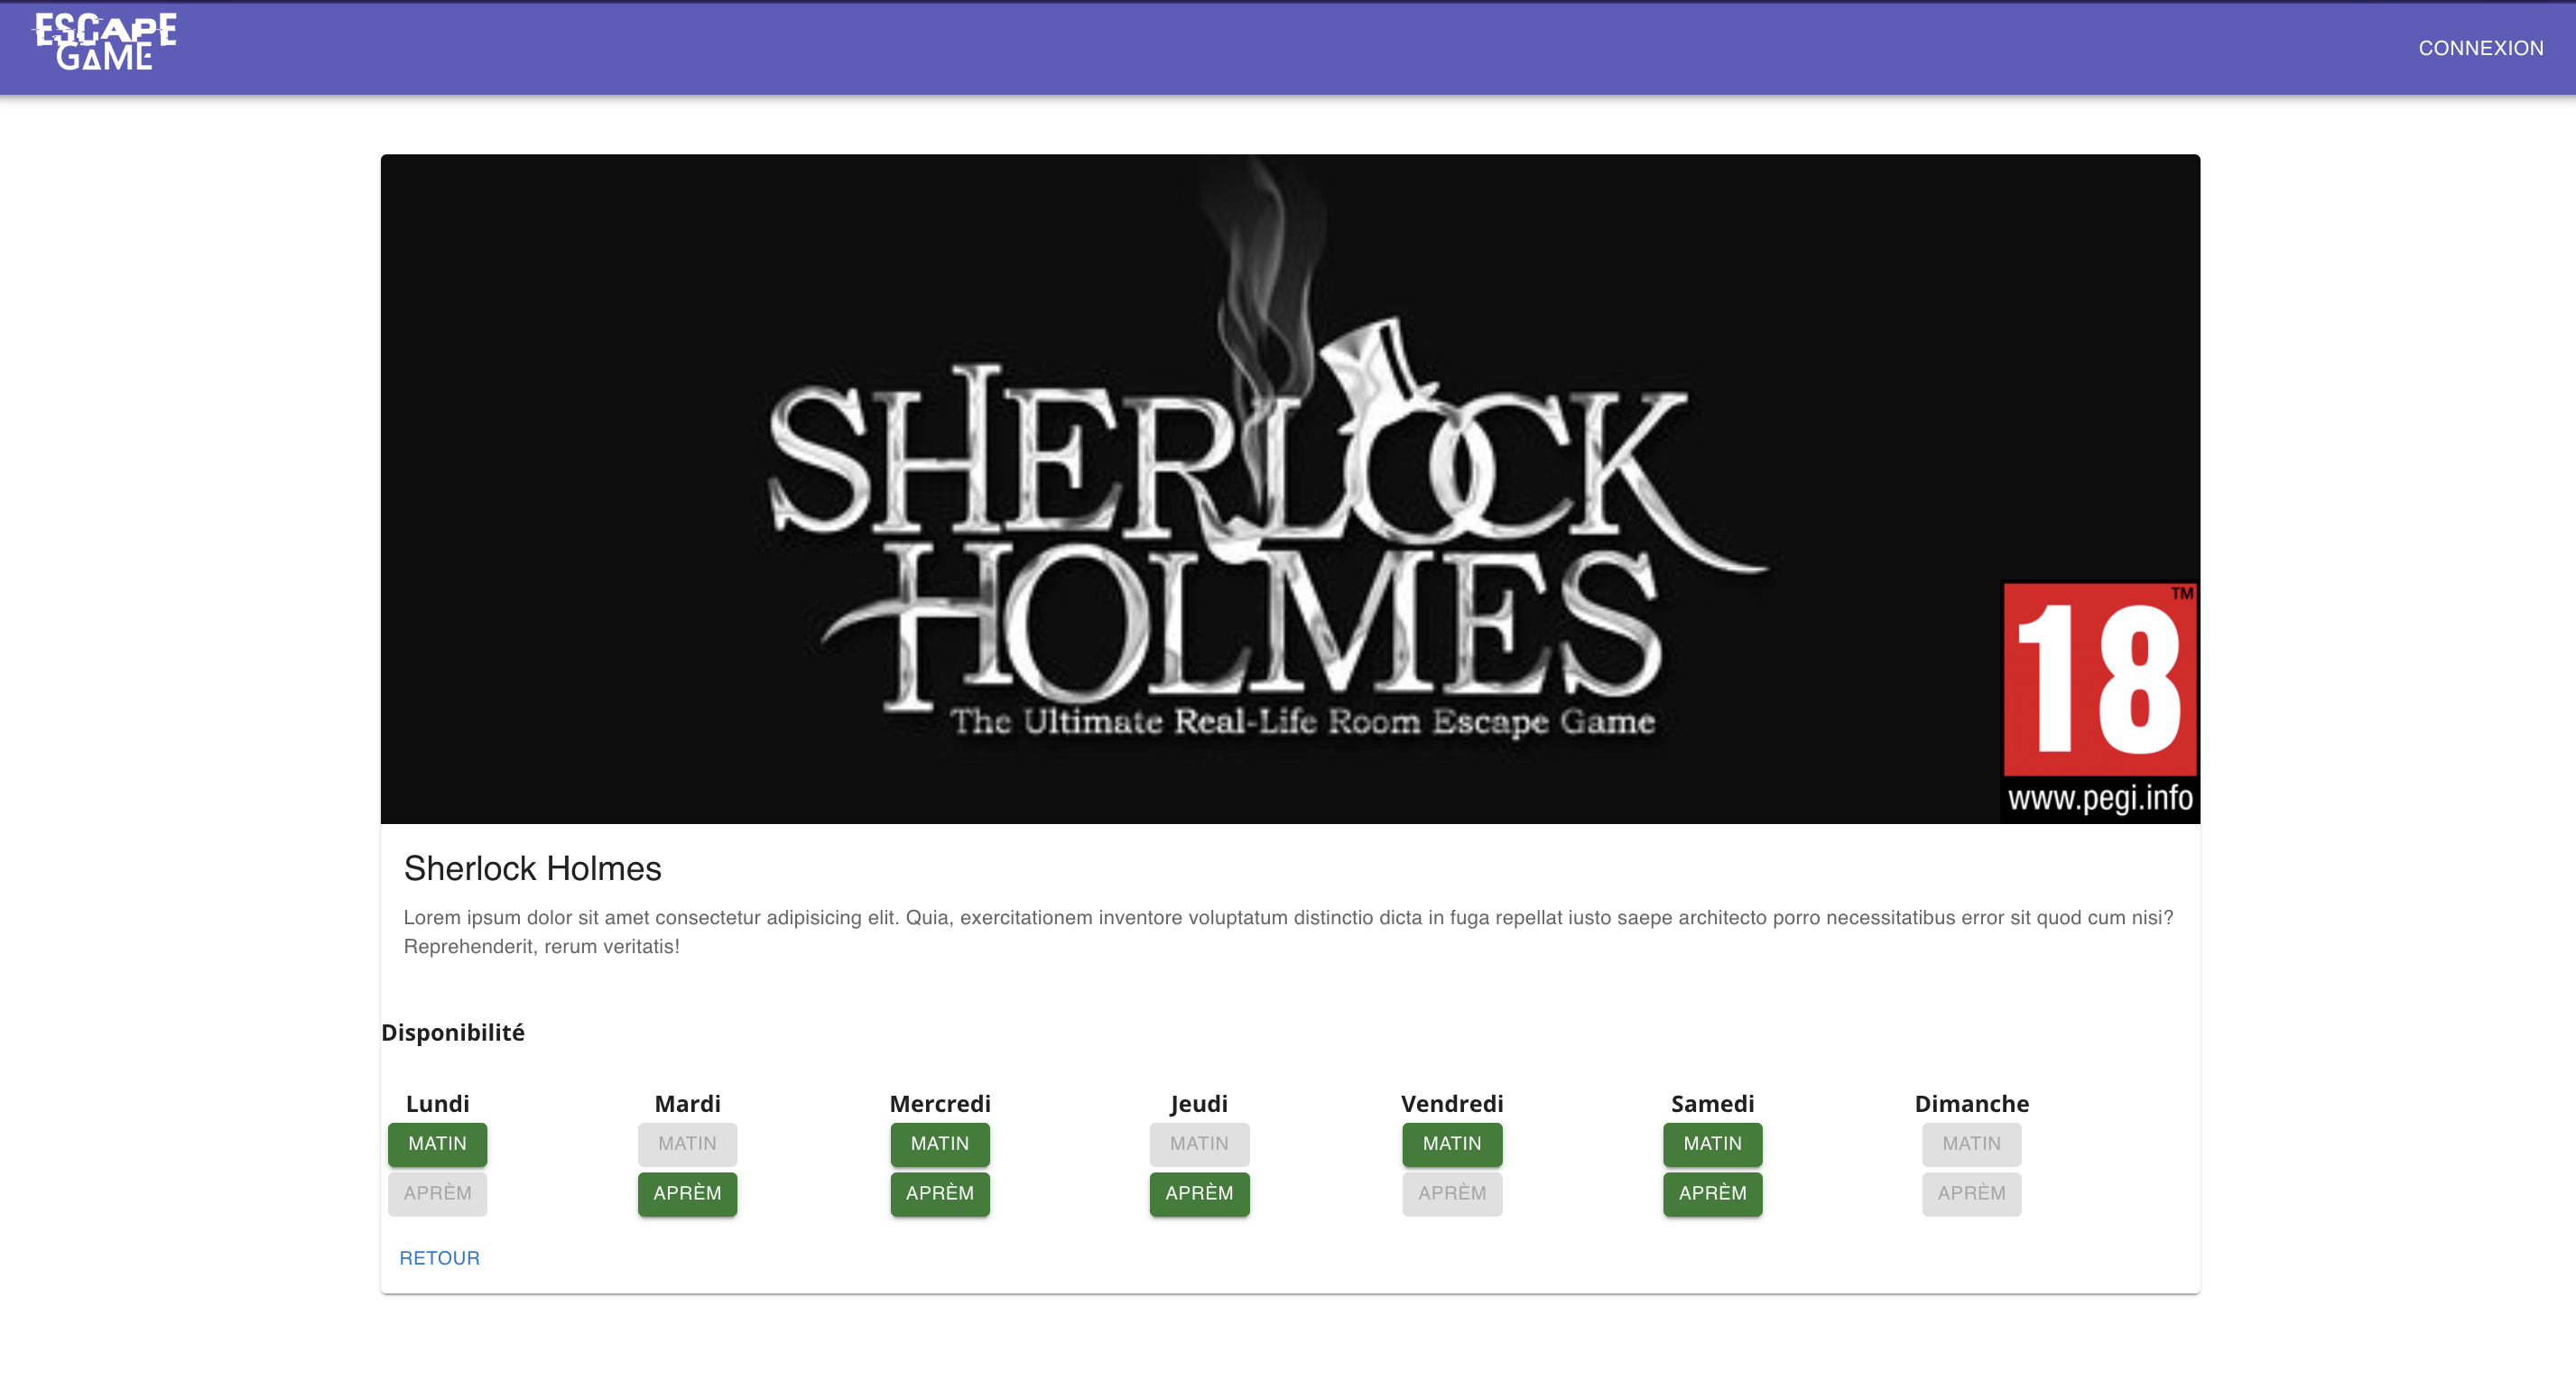 ESCAPE
GAME
CONNEXION
SHERLOCK
HOLMES
The Ultimate Real-Life Room Escape Game
18
TM
www.pegi.info
Sherlock Holmes
Lorem ipsum dolor sit amet consectetur adipisicing elit. Quia, exercitationem inventore voluptatum distinctio dicta in fuga repellat iusto saepe architecto porro necessitatibus error sit quod cum nisi?
Reprehenderit, rerum veritatis!
Disponibilité
Lundi Mardi Mercredi Jeudi Vendredi Samedi Dimanche
MATIN MATIN MATIN MATIN MATIN MATIN MATIN
APRÈM APRÈM APRÈM APRÈM APRÈM APRÈM APRÈM
RETOUR